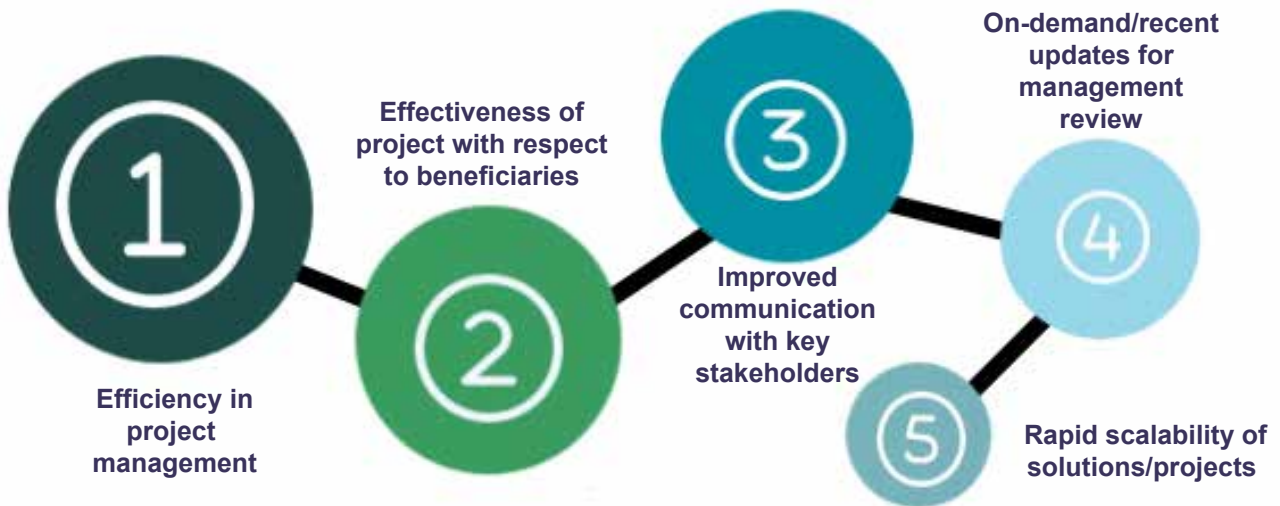 1
Efficiency in
project
management
Effectiveness of
project with respect
to beneficiaries
2
3
Improved
communication
with key
stakeholders
On-demand/recent
updates for
management
review
4
5
Rapid scalability of
solutions/projects